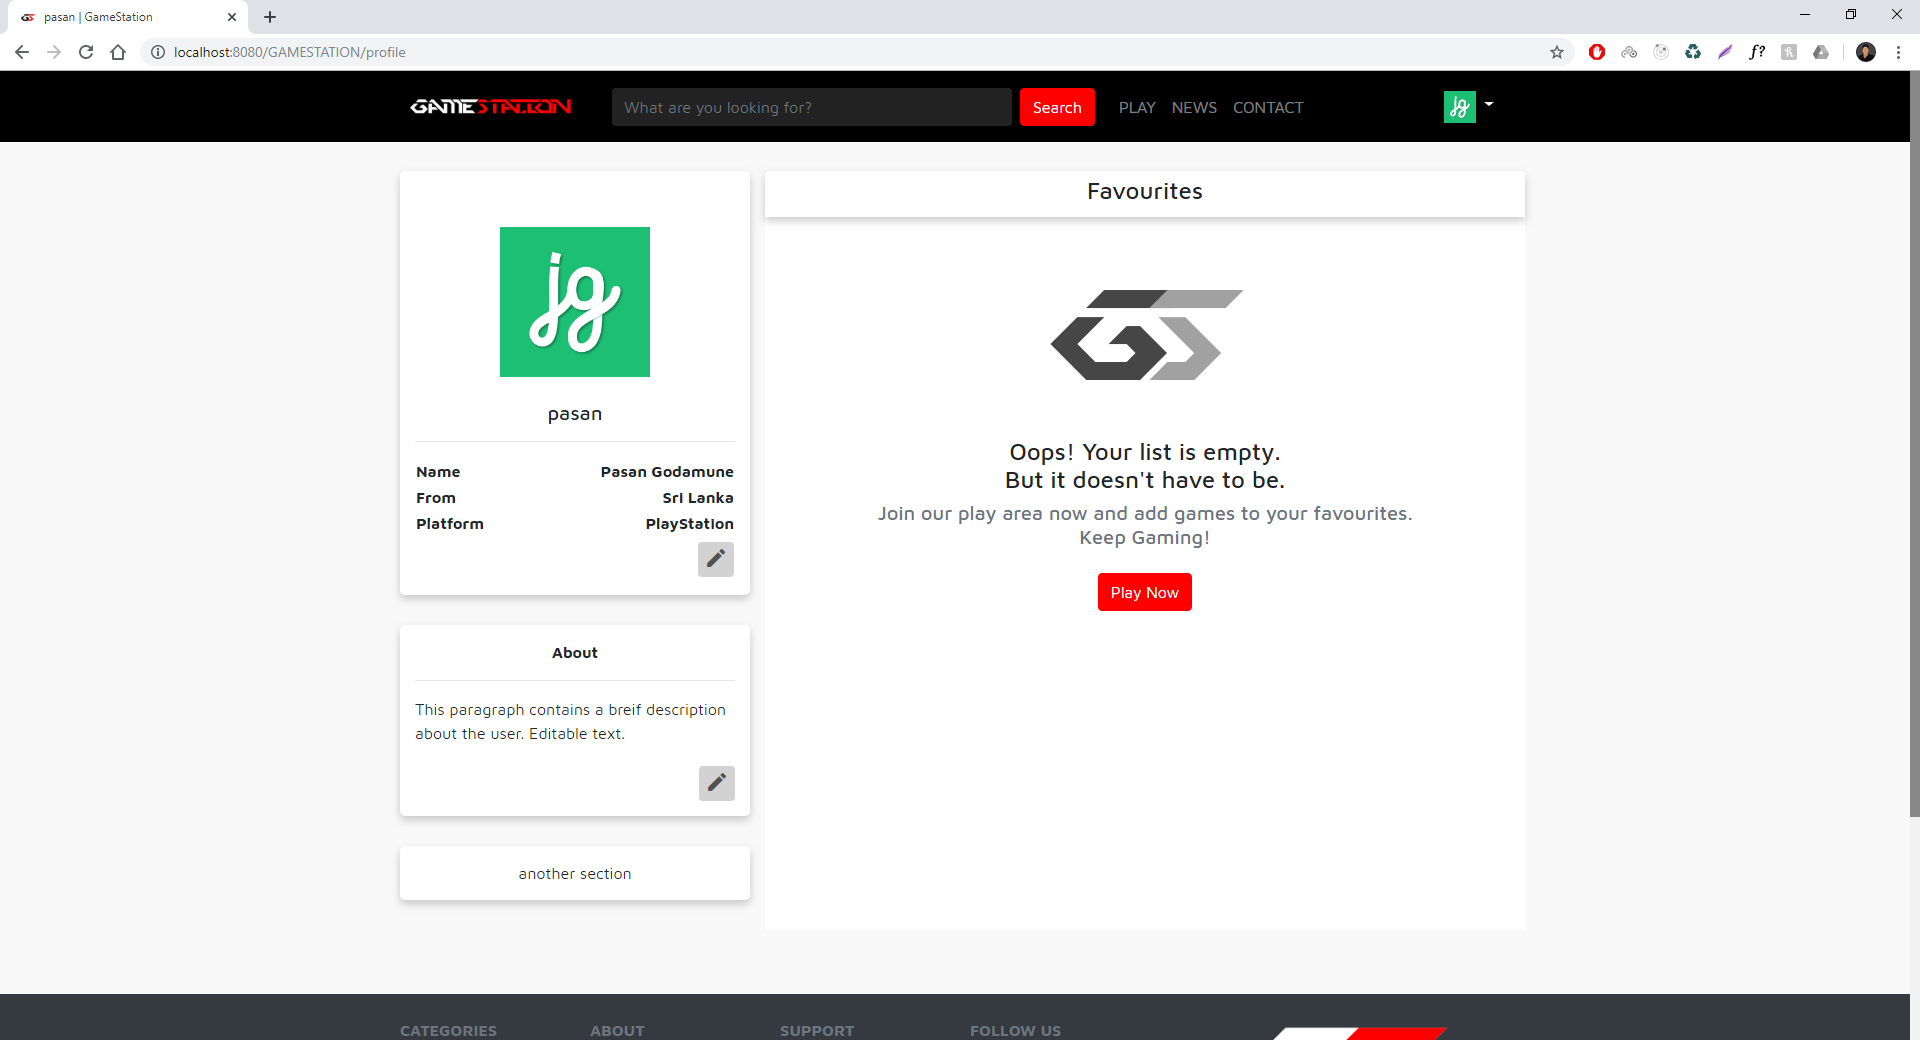 pasan | GameStation
localhost:8080/GAMESTATION/profile
f?
GAMESTATION
What are you looking for?
Search
PLAY
NEWS
CONTACT
jg
jg
pasan
Name Pasan Godamune
From Sri Lanka
Platform PlayStation
About
This paragraph contains a breif description
about the user. Editable text.
another section
Favourites
GS
Oops! Your list is empty.
But it doesn't have to be.
Join our play area now and add games to your favourites.
Keep Gaming!
Play Now
CATEGORIES
ABOUT
SUPPORT
FOLLOW US